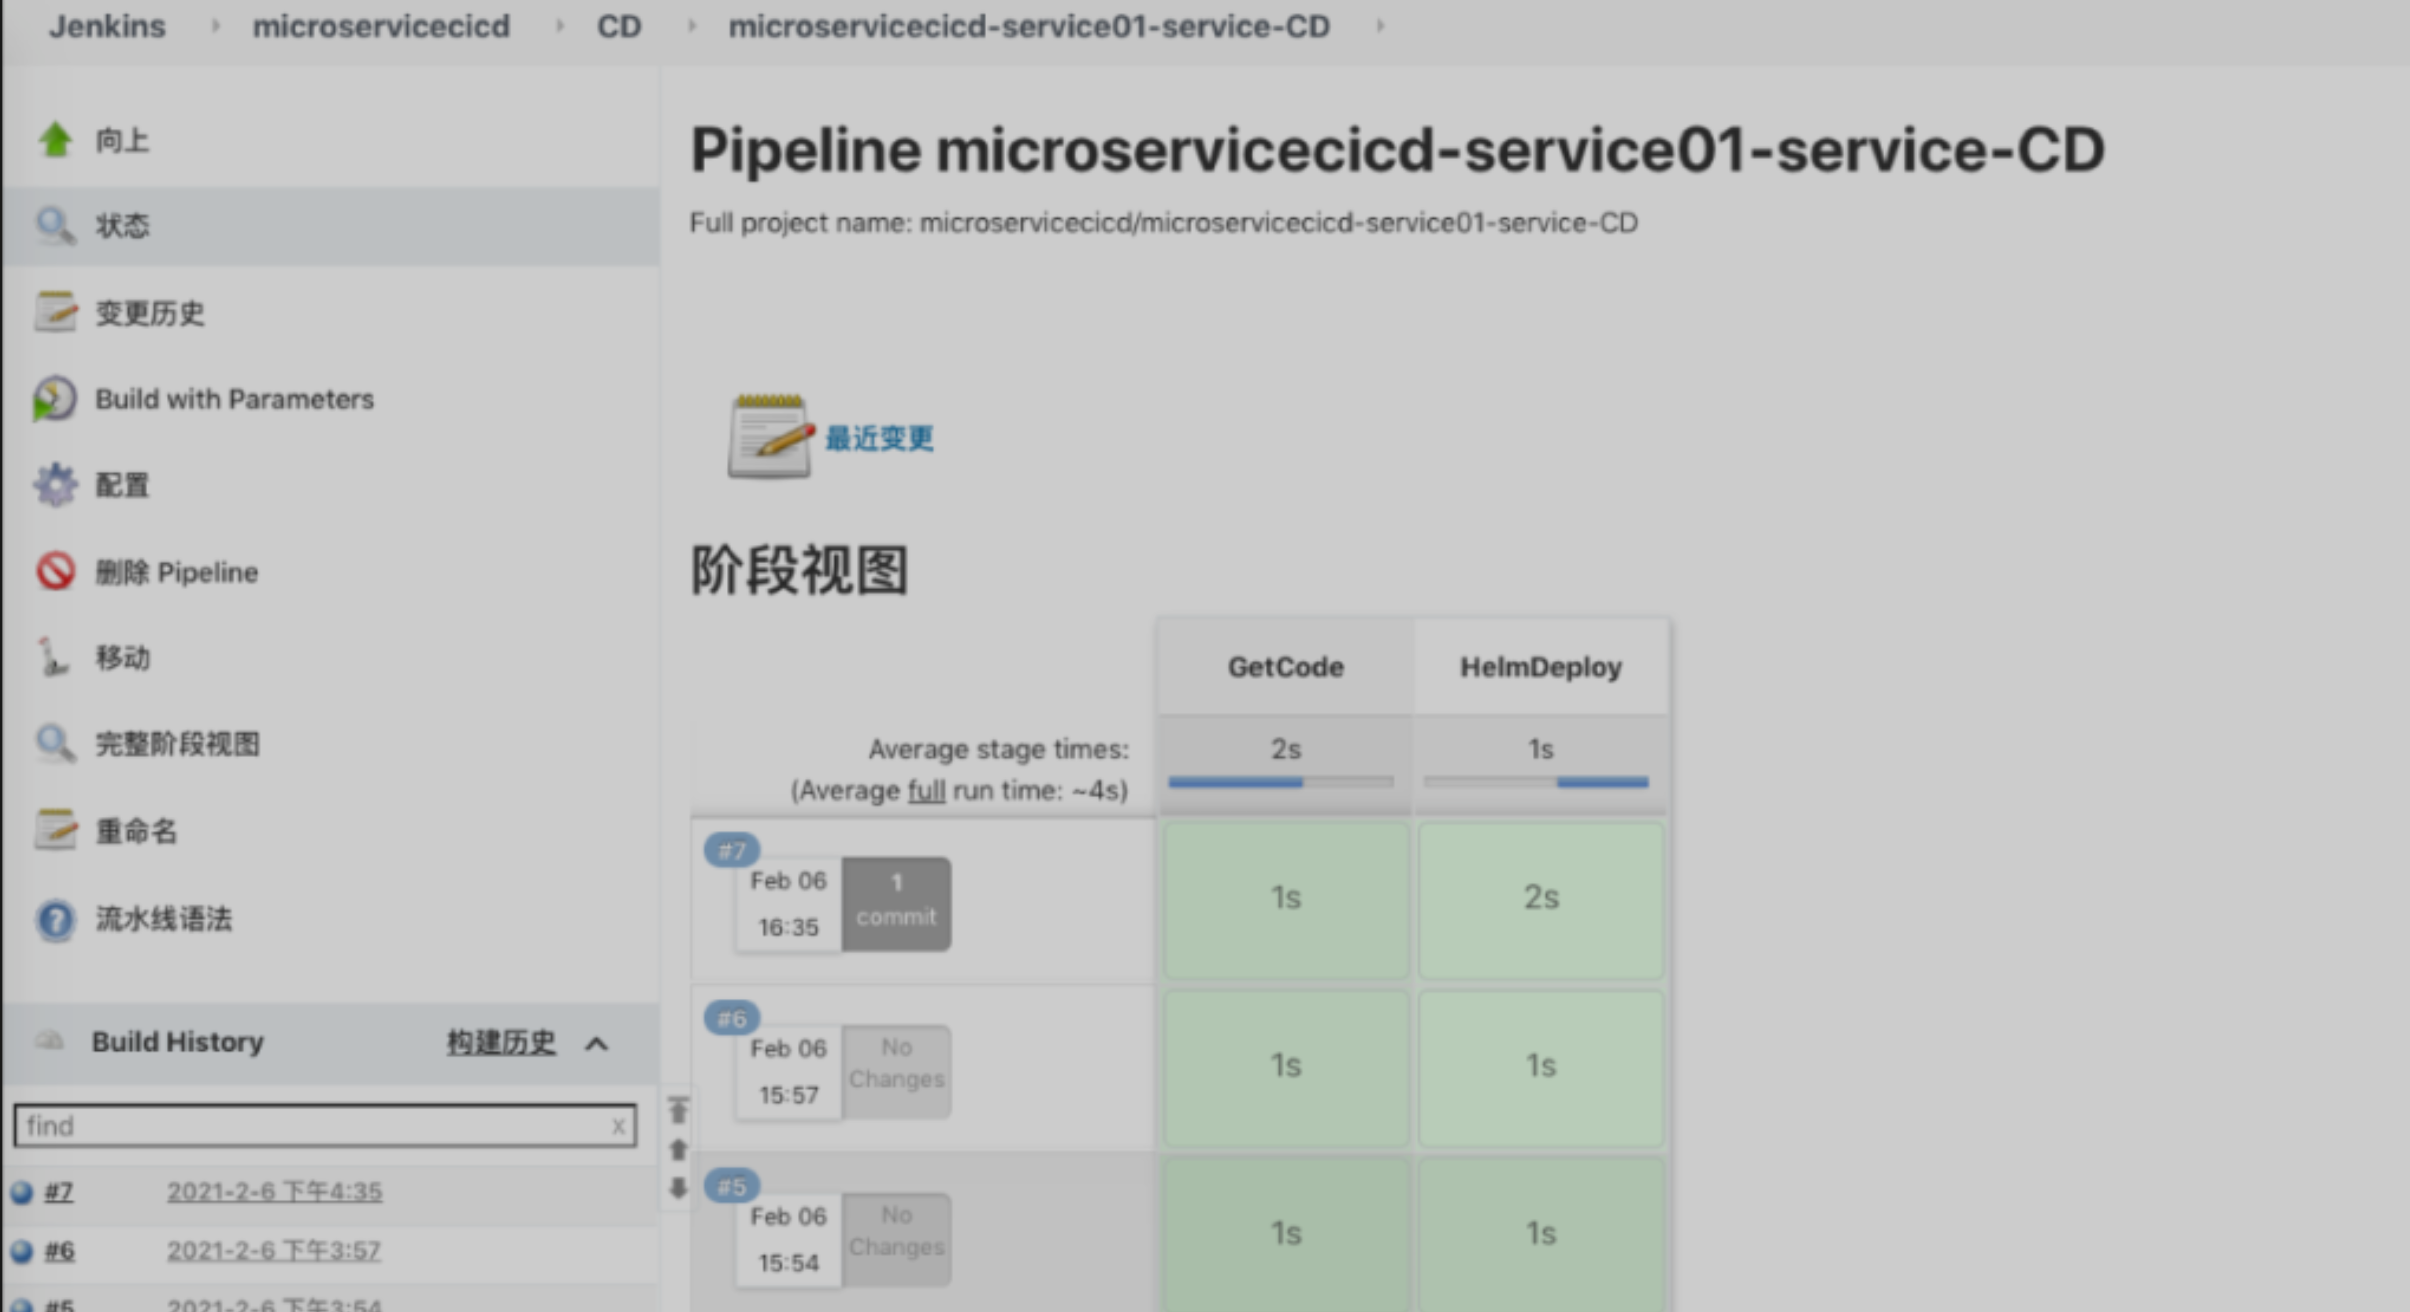 Jenkins microservicecicd CD microservicecicd-service01-service-CD
向上
状态
变更历史
Build with Parameters
配置
删除 Pipeline
移动
完整阶段视图
重命名
流水线语法
Build History 构建历史
find x
#7 2021-2-6 下午4:35
#6 2021-2-6 下午3:57
#5 2021-2-6 下午3:54
Pipeline microservicecicd-service01-service-CD
Full project name: microservicecicd/microservicecicd-service01-service-CD
最近变更
阶段视图
GetCode HelmDeploy
Average stage times: 2s 1s
(Average full run time: ~4s)
#7
Feb 06 1
16:35 commit
1s 2s
#6
Feb 06 No
15:57 Changes
1s 1s
#5
Feb 06 No
15:54 Changes
1s 1s